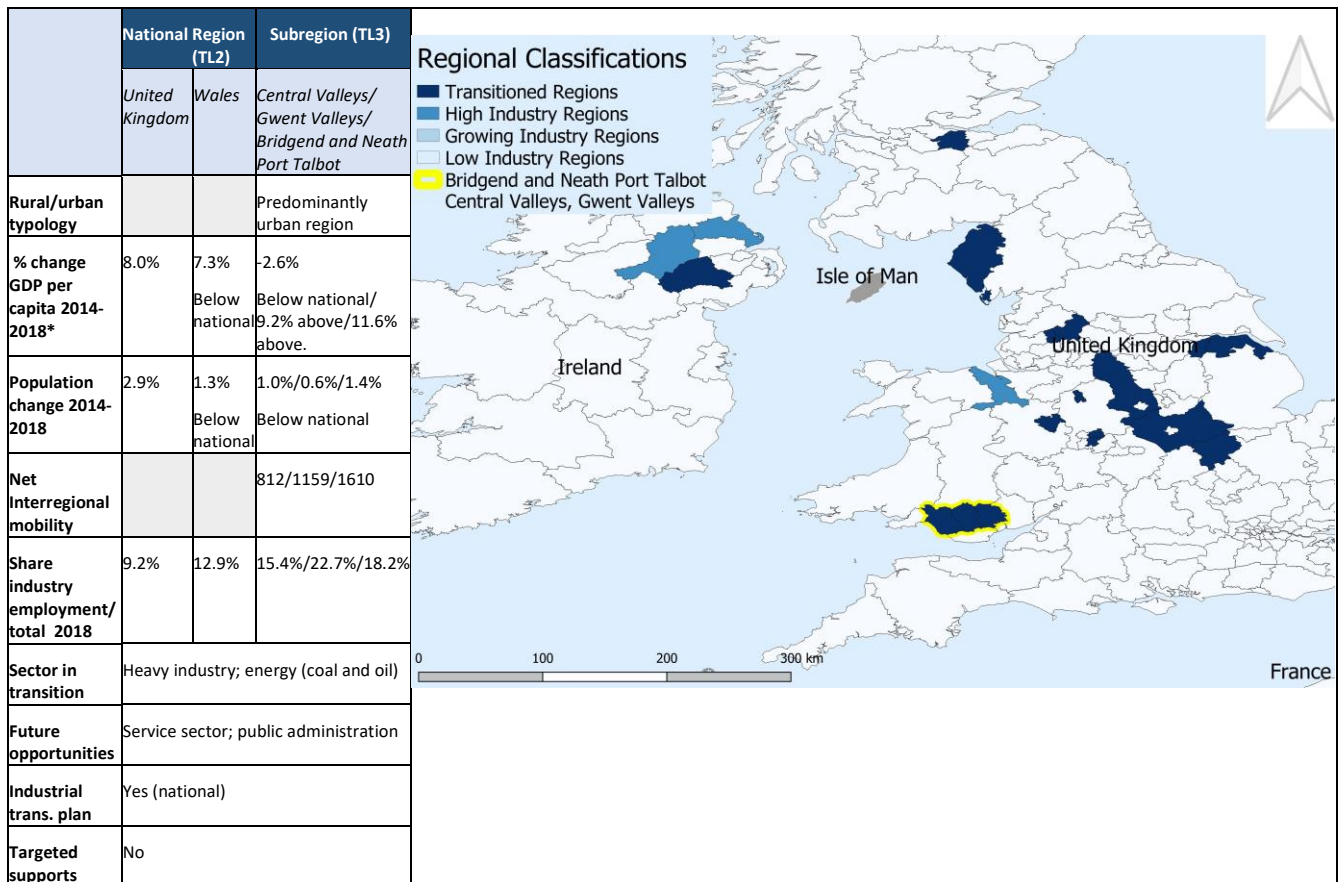 National Region (TL2)
Subregion (TL3)
United Kingdom
Wales
Central Valleys/
Gwent Valleys/
Bridgend and Neath
Port Talbot
Rural/urban
typology
Predominantly
urban region
% change
GDP per
capita 2014-
2018*
8.0%
7.3%
Below
national
-2.6%
Below national/
9.2% above/11.6%
above.
Population
change 2014-
2018
2.9%
1.3%
Below
national
1.0%/0.6%/1.4%
Below national
Net
Interregional
mobility
812/1159/1610
Share
industry
employment/
total 2018
9.2%
12.9%
15.4%/22.7%/18.2%
Sector in
transition
Heavy industry; energy (coal and oil)
Future
opportunities
Service sector; public administration
Industrial
trans. plan
Yes (national)
Targeted
supports
No
Regional Classifications
Transitioned Regions
High Industry Regions
Growing Industry Regions
Low Industry Regions
Bridgend and Neath Port Talbot
Central Valleys, Gwent Valleys
Isle of Man
United Kingdom
Ireland
0 100 200 300 km
France